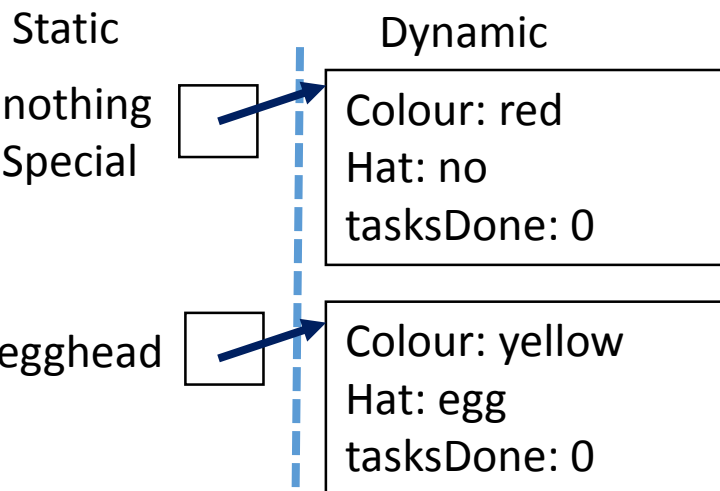 Static
Dynamic
nothing
Special
Colour: red
Hat: no
tasksDone: 0
egghead
Colour: yellow
Hat: egg
tasksDone: 0